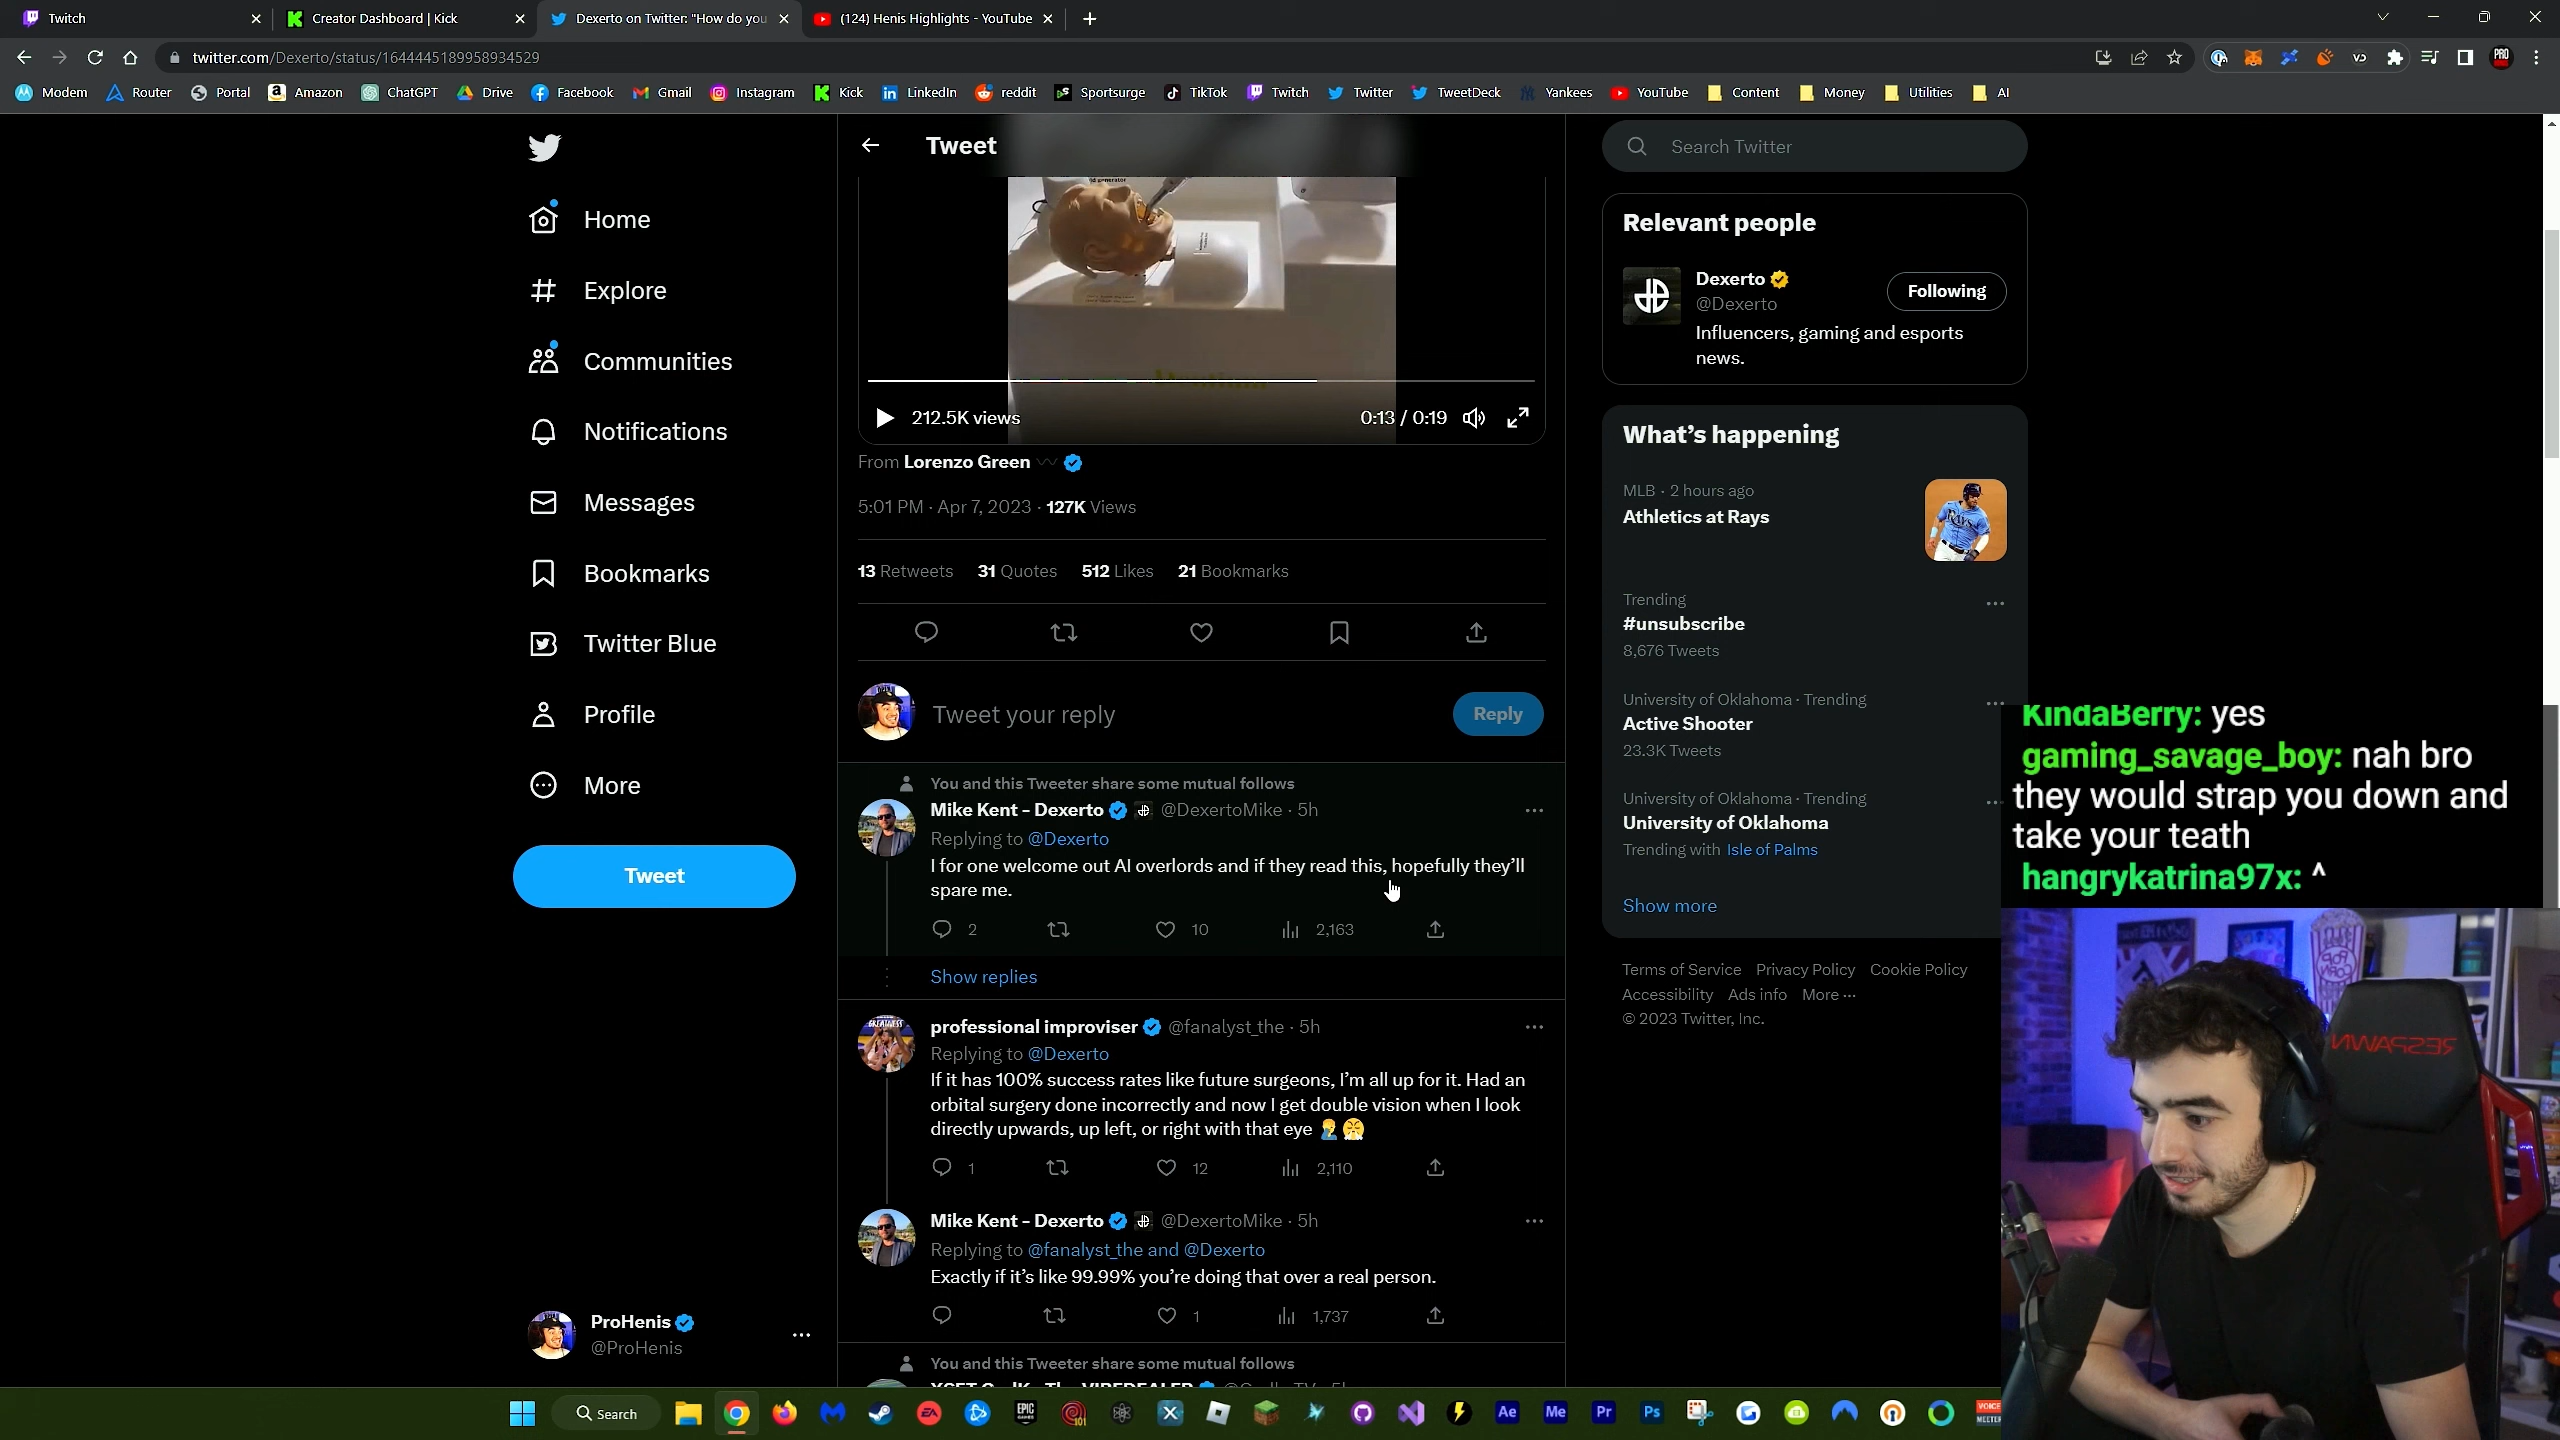 Twitch
Creator Dashboard | Kick
Dexerto on Twitter: "How do you
(124) Henis Highlights - YouTube
twitter.com/Dexerto/status/1644445189958934529
Modem
Router
Portal
Amazon
ChatGPT
Drive
Facebook
Gmail
Instagram
Kick
LinkedIn
reddit
Sportsurge
TikTok
Twitch
Twitter
TweetDeck
Yankees
YouTube
Content
Money
Utilities
AI
Home
Explore
Communities
Notifications
Messages
Bookmarks
Twitter Blue
Profile
More
Tweet
ProHenis
@ProHenis
Tweet
212.5K views
0:13 / 0:19
From Lorenzo Green
5:01 PM · Apr 7, 2023 · 127K Views
13 Retweets 31 Quotes 512 Likes 21 Bookmarks
Tweet your reply
Reply
You and this Tweeter share some mutual follows
Mike Kent - Dexerto @DexertoMike · 5h
Replying to @Dexerto
I for one welcome out AI overlords and if they read this, hopefully they'll
spare me.
2 10 2,163
Show replies
professional improviser @fanalyst_the · 5h
Replying to @Dexerto
If it has 100% success rates like future surgeons, I'm all up for it. Had an
orbital surgery done incorrectly and now I get double vision when I look
directly upwards, up left, or right with that eye
1 12 2,110
Mike Kent - Dexerto @DexertoMike · 5h
Replying to @fanalyst_the and @Dexerto
Exactly if it's like 99.99% you're doing that over a real person.
1 1,737
You and this Tweeter share some mutual follows
Search Twitter
Relevant people
Dexerto
@Dexerto
Following
Influencers, gaming and esports
news.
What's happening
MLB · 2 hours ago
Athletics at Rays
Trending
#unsubscribe
8,676 Tweets
University of Oklahoma · Trending
Active Shooter
23.3K Tweets
University of Oklahoma · Trending
University of Oklahoma
Trending with Isle of Palms
Show more
Terms of Service Privacy Policy Cookie Policy
Accessibility Ads info More ···
© 2023 Twitter, Inc.
KindaBerry: yes
gaming_savage_boy: nah bro
they would strap you down and
take your teath
hangrykatrina97x: ^
RESPAWN
Search
EA
EPIC
GAMES
101
Ae
Me
Pr
Ps
VOICE
MEETER